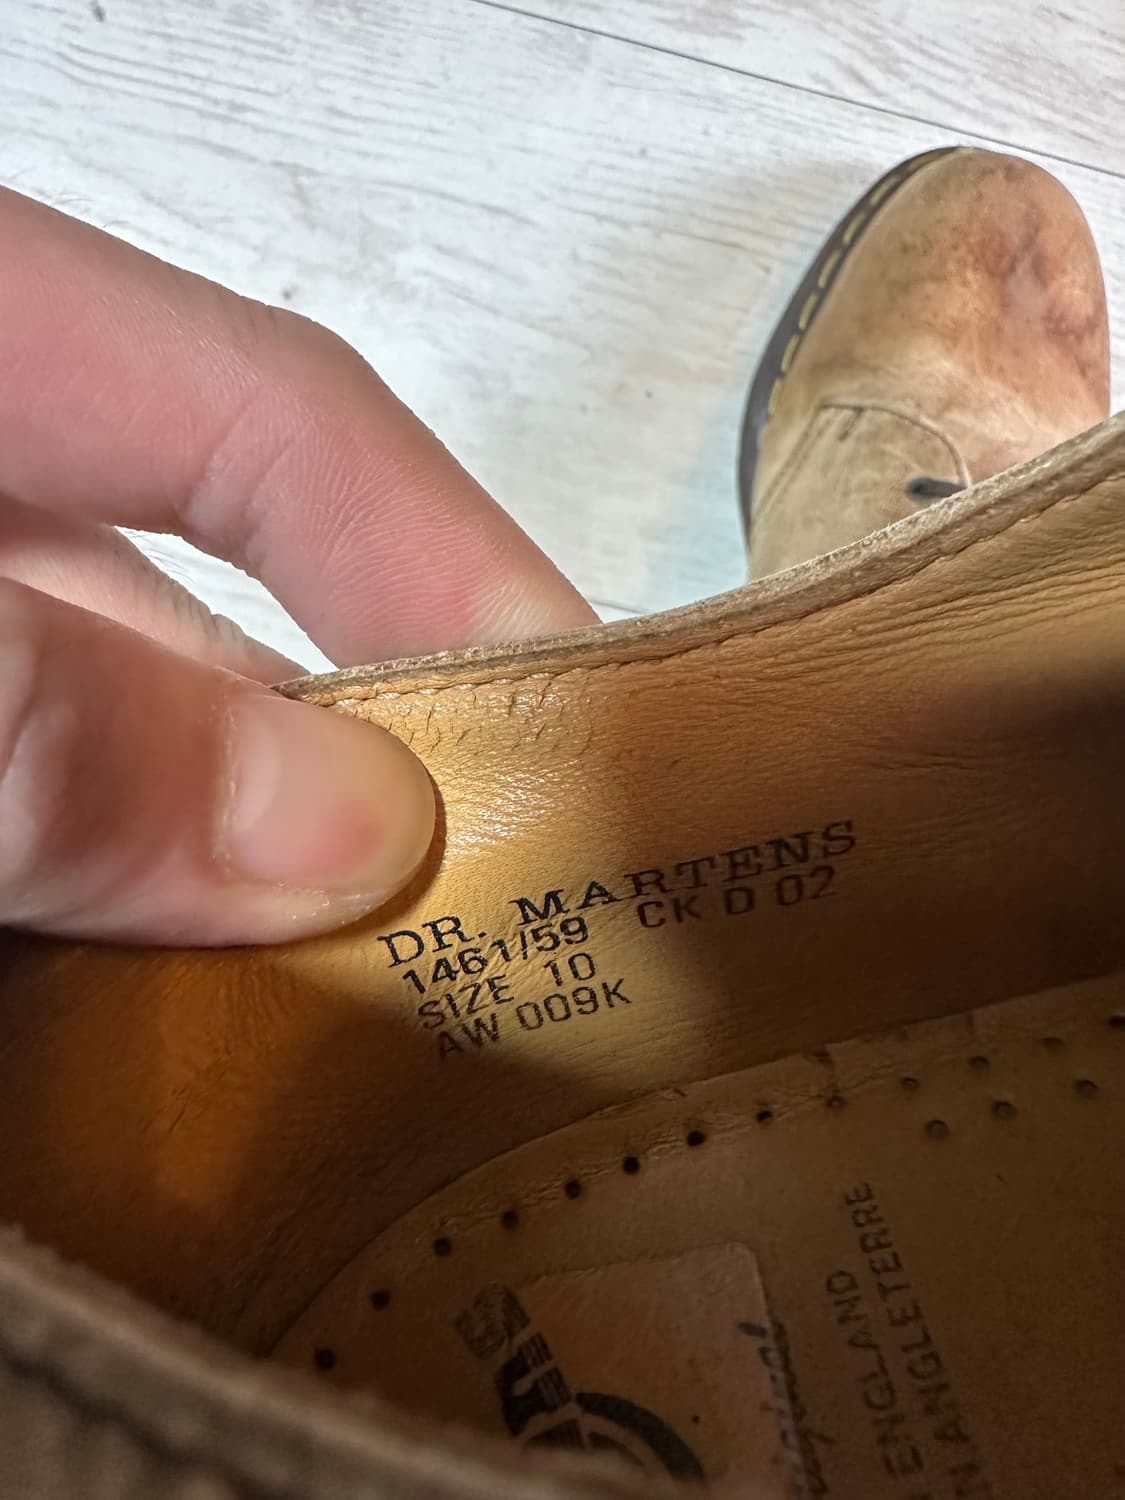 DR. MARTENS
1461/59 CK D 02
SIZE 10
AW 009K
ENGLAND
ANGLETERRE